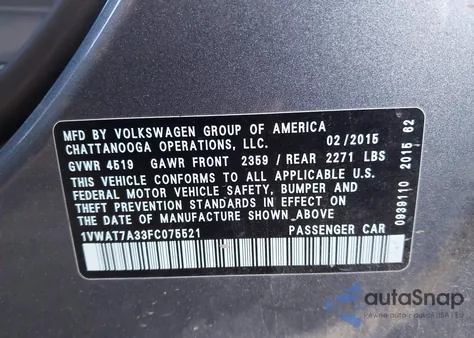 MFD BY VOLKSWAGEN GROUP OF AMERICA
CHATTANOOGA OPERATIONS, LLC. 02/2015
GVWR 4519 GAWR FRONT 2359 / REAR 2271 LBS
THIS VEHICLE CONFORMS TO ALL APPLICABLE U.S.
FEDERAL MOTOR VEHICLE SAFETY, BUMPER AND
THEFT PREVENTION STANDARDS IN EFFECT ON
THE DATE OF MANUFACTURE SHOWN ABOVE
1VWAT7A33FC075521 PASSENGER CAR
0939110 2015 62
autoSnap